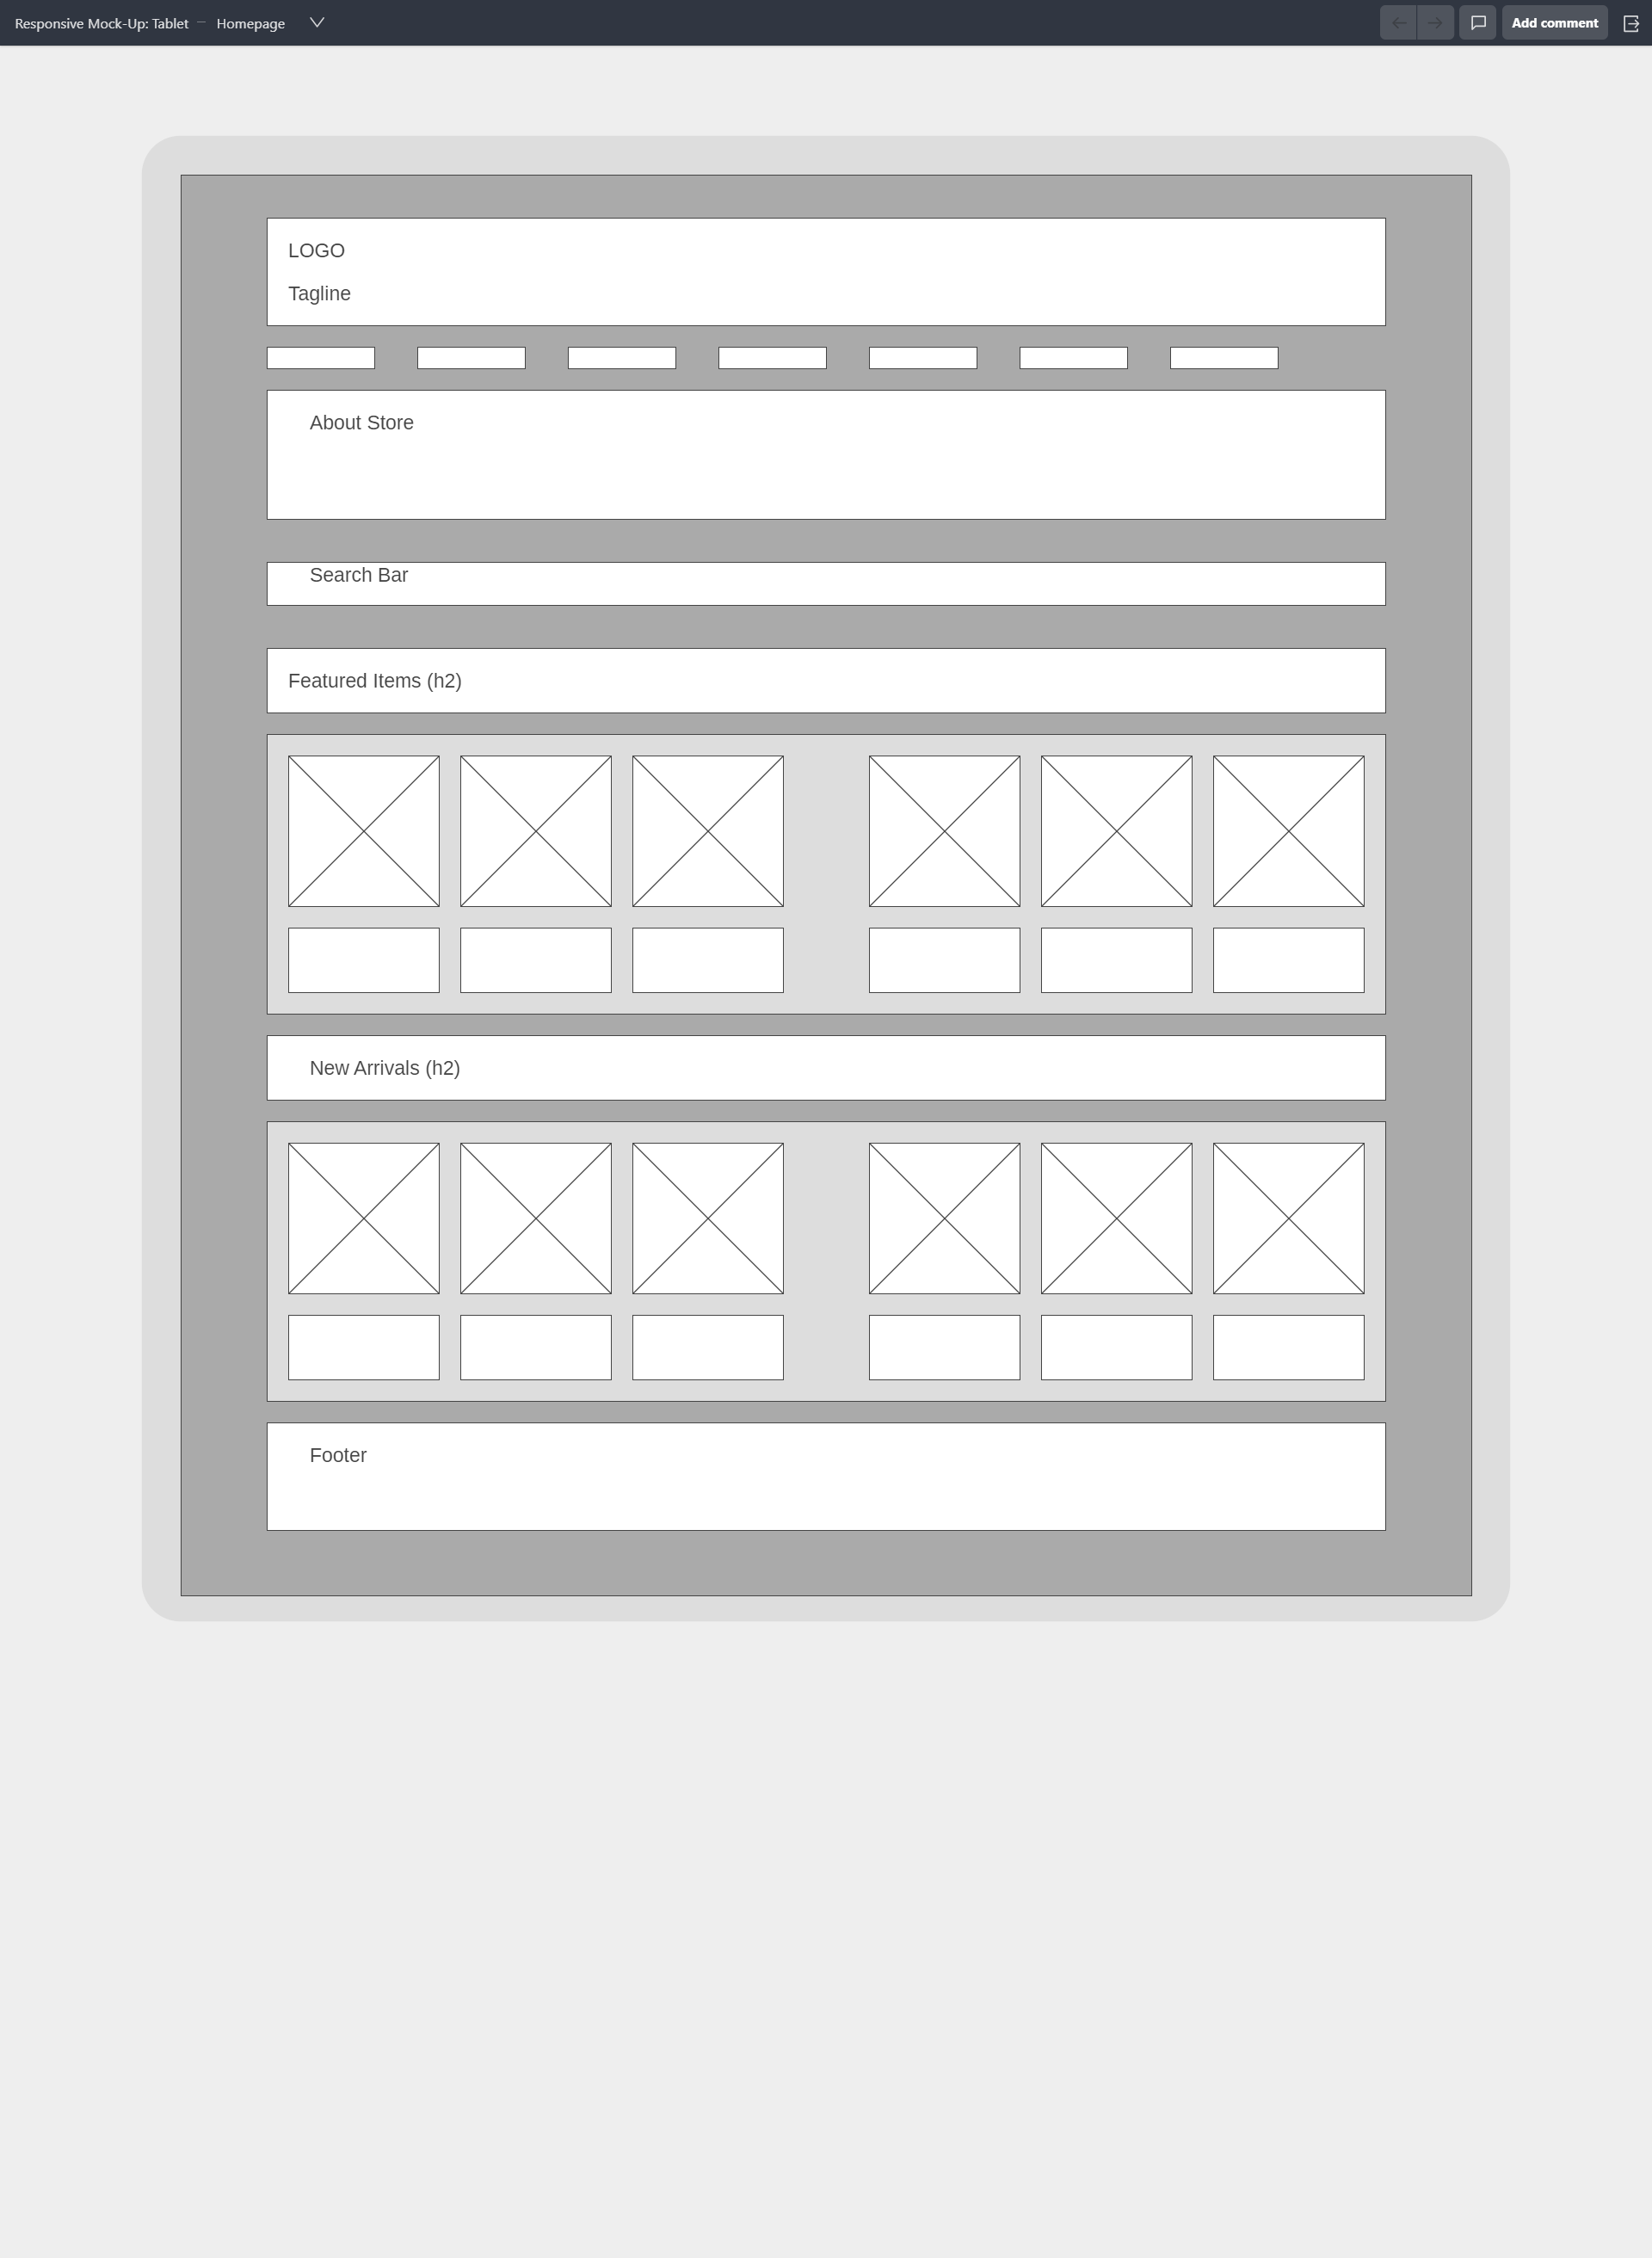 Responsive Mock-Up: Tablet – Homepage
Add comment
LOGO
Tagline
About Store
Search Bar
Featured Items (h2)
New Arrivals (h2)
Footer